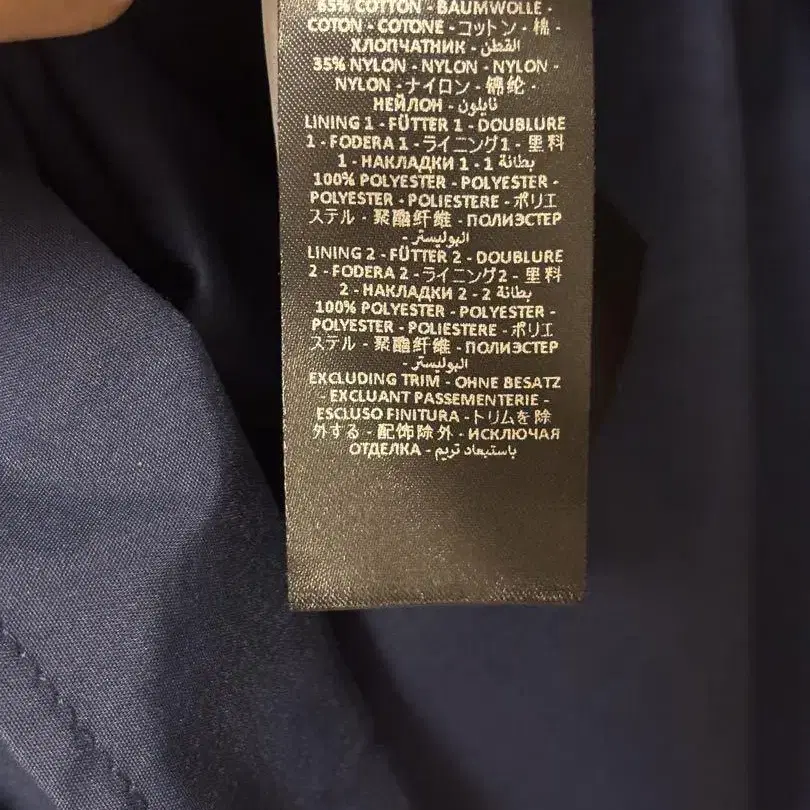 65% COTTON - BAUMWOLLE -
COTON - COTONE - コットン - 棉 -
ХЛОПЧАТНИК - القطن
35% NYLON - NYLON - NYLON -
NYLON - ナイロン - 锦纶 -
НЕЙЛОН - نايلون
LINING 1 - FÜTTER 1 - DOUBLURE
1 - FODERA 1 - ライニング1 - 里料
1 - НАКЛАДКИ 1 - بطانة 1
100% POLYESTER - POLYESTER -
POLYESTER - POLIESTERE - ポリエ
ステル - 聚酯纤维 - ПОЛИЭСТЕР
- البوليستر
LINING 2 - FÜTTER 2 - DOUBLURE
2 - FODERA 2 - ライニング2 - 里料
2 - НАКЛАДКИ 2 - بطانة 2
100% POLYESTER - POLYESTER -
POLYESTER - POLIESTERE - ポリエ
ステル - 聚酯纤维 - ПОЛИЭСТЕР
- البوليستر
EXCLUDING TRIM - OHNE BESATZ
- EXCLUANT PASSEMENTERIE -
ESCLUSO FINITURA - トリムを除
外する - 配饰除外 - ИСКЛЮЧАЯ
ОТДЕЛКА - باستبعاد تريم